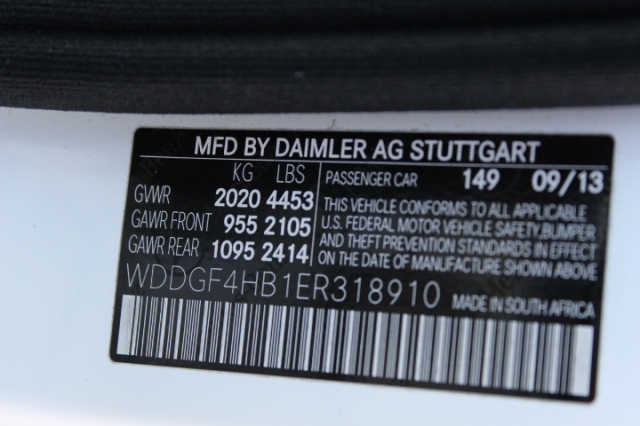 MFD BY DAIMLER AG STUTTGART
KG LBS
GVWR 2020 4453
GAWR FRONT 955 2105
GAWR REAR 1095 2414
PASSENGER CAR 149 09/13
THIS VEHICLE CONFORMS TO ALL APPLICABLE
U.S. FEDERAL MOTOR VEHICLE SAFETY, BUMPER
AND THEFT PREVENTION STANDARDS IN EFFECT
ON THE DATE OF MANUFACTURE SHOWN ABOVE.
WDDGF4HB1ER318910
MADE IN SOUTH AFRICA